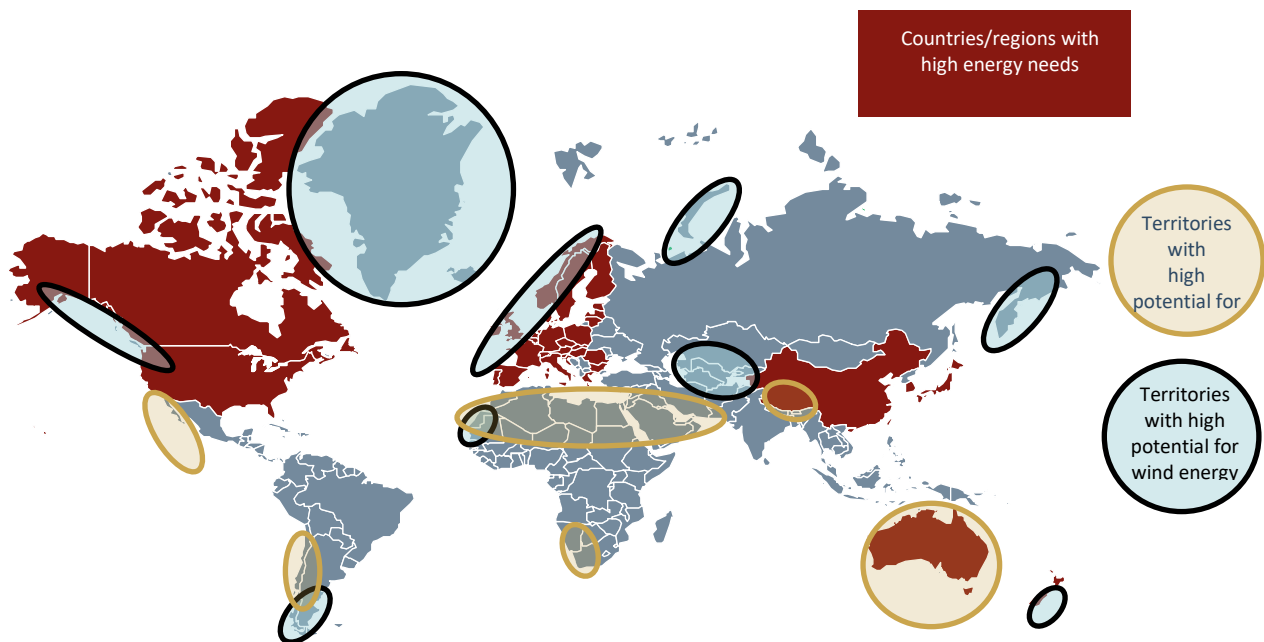 Countries/regions with
high energy needs
Territories
with
high
potential for
Territories
with high
potential for
wind energy